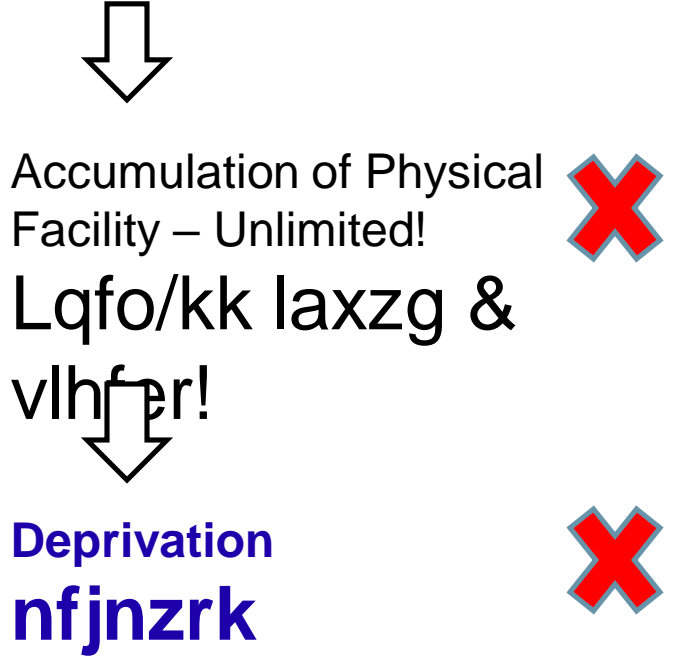 Accumulation of Physical
Facility – Unlimited!
Lqfo/kk laxzg &
vlhfer!
Deprivation
nfjnzrk